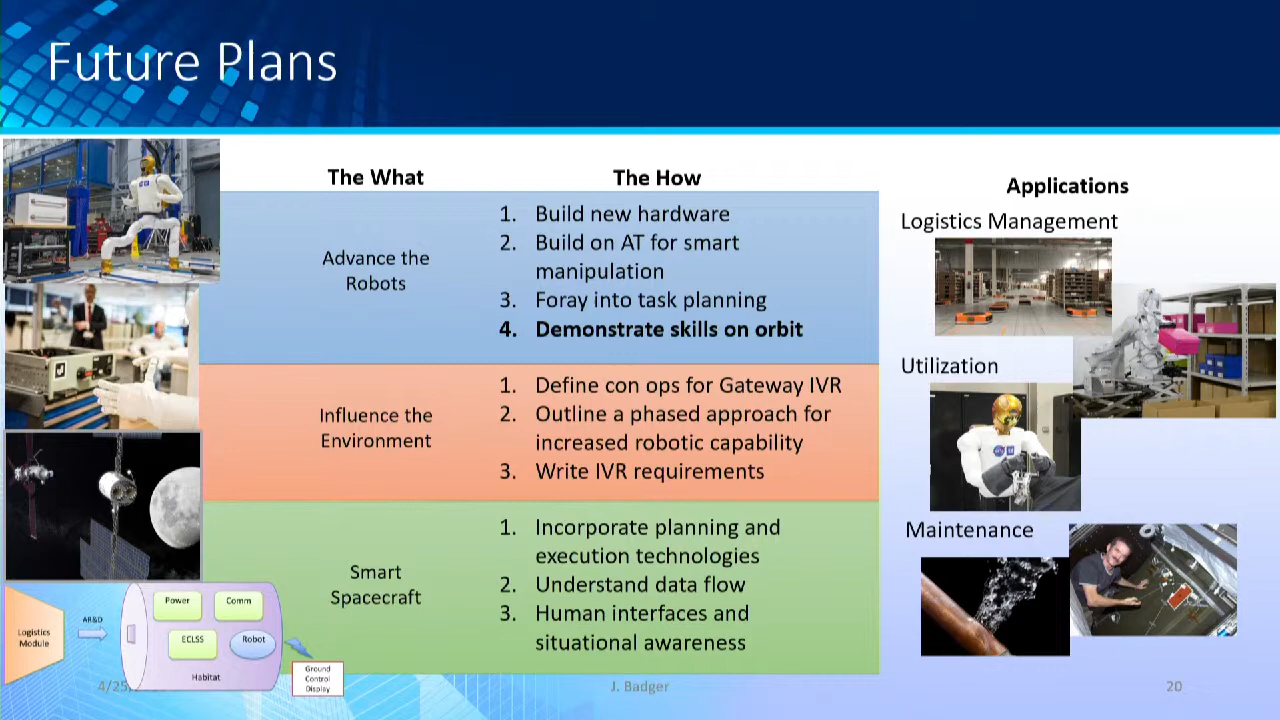 Future Plans
The What
The How
Advance the
Robots
1. Build new hardware
2. Build on AT for smart
manipulation
3. Foray into task planning
4. Demonstrate skills on orbit
Influence the
Environment
1. Define con ops for Gateway IVR
2. Outline a phased approach for
increased robotic capability
3. Write IVR requirements
Smart
Spacecraft
1. Incorporate planning and
execution technologies
2. Understand data flow
3. Human interfaces and
situational awareness
Applications
Logistics Management
Utilization
Maintenance
Logistics
Module
AR&D
Power
Comm
ECLSS
Robot
Habitat
Ground
Control
Display
4/25/
J. Badger
20